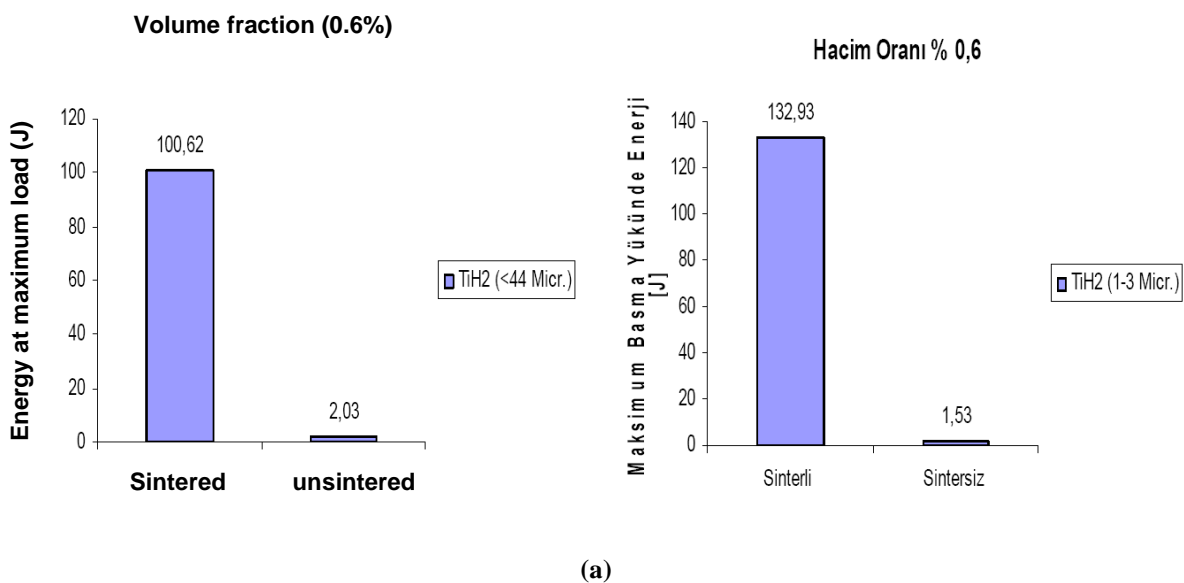 Volume fraction (0.6%)
Energy at maximum load (J)
120
100
80
60
40
20
0
100,62
2,03
Sintered
unsintered
TiH2 (<44 Micr.)
Hacim Oranı % 0,6
Maksimum Basma Yükünde Enerji
[J]
140
120
100
80
60
40
20
0
132,93
1,53
Sinterli
Sintersiz
TiH2 (1-3 Micr.)
(a)